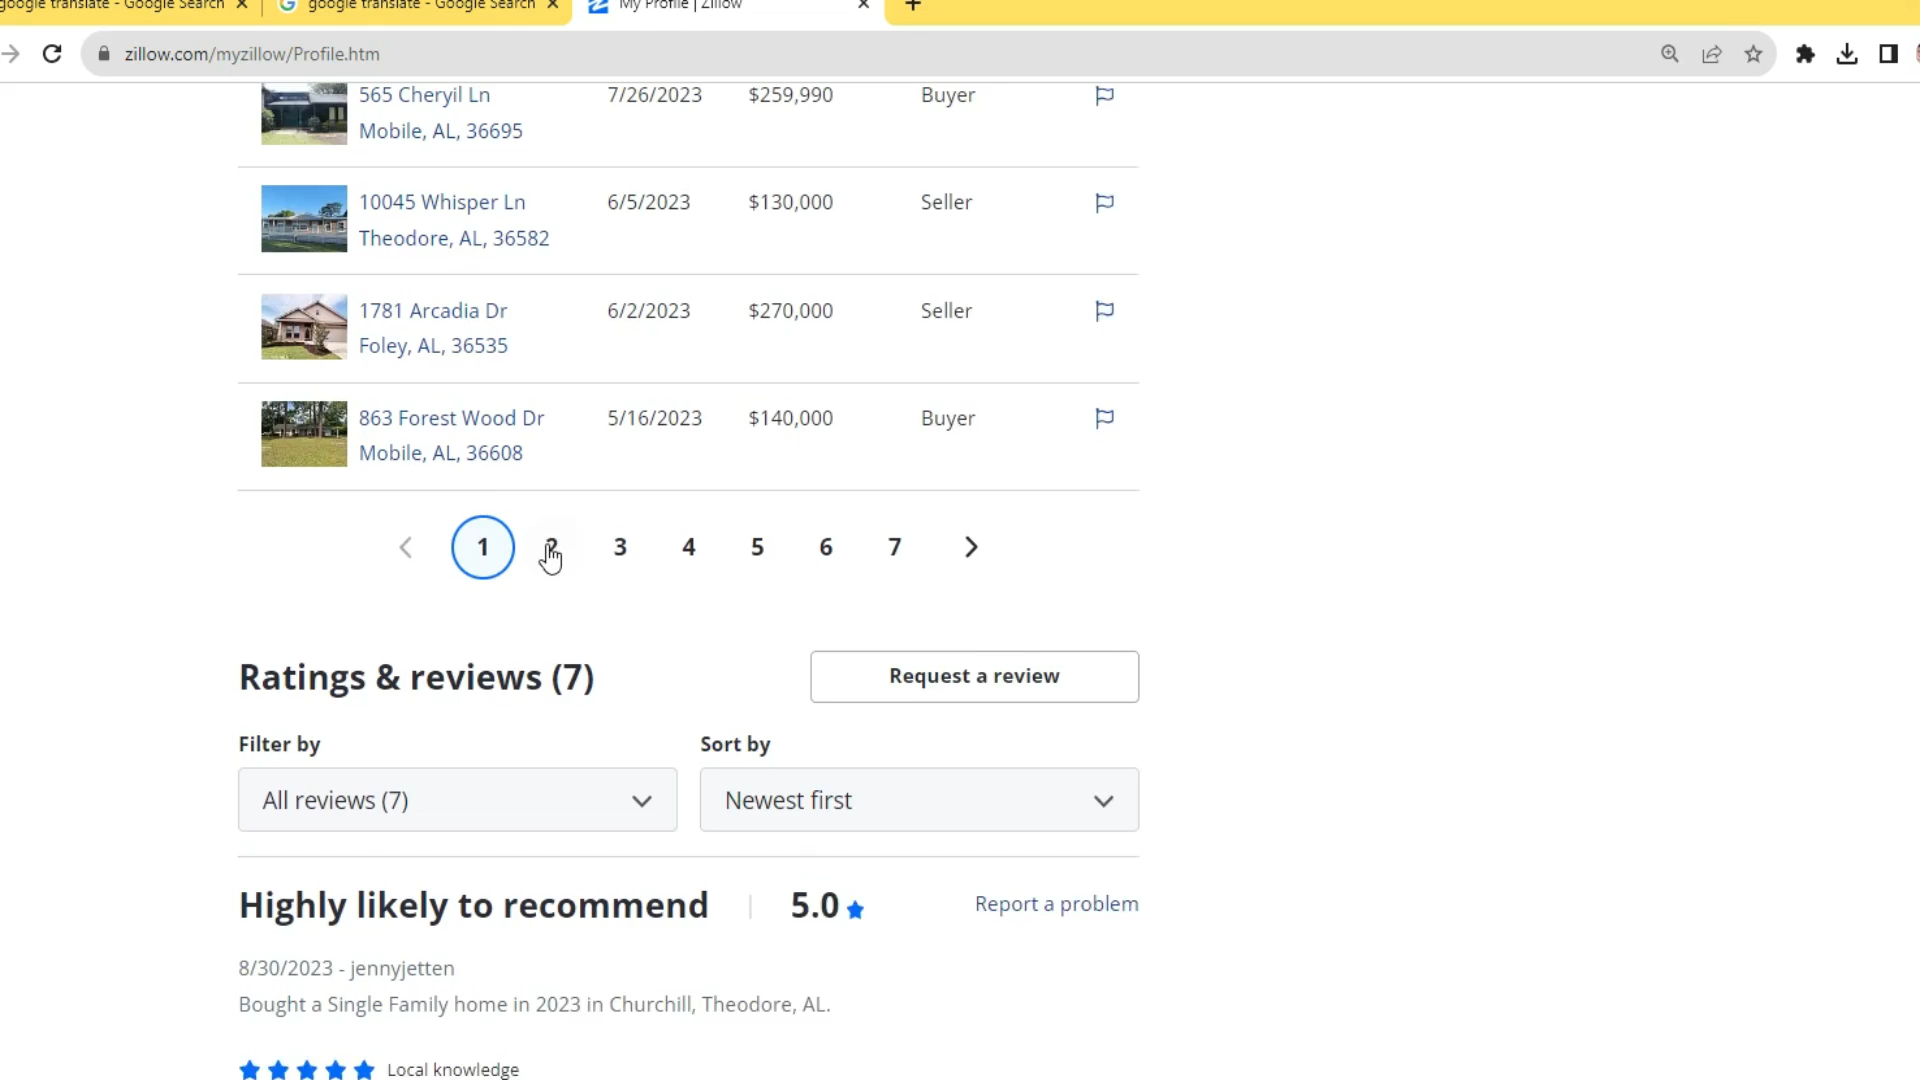 google translate - Google Search
google translate - Google Search
My Profile | Zillow
zillow.com/myzillow/Profile.htm
565 Cheryil Ln 7/26/2023 $259,990 Buyer
Mobile, AL, 36695
10045 Whisper Ln 6/5/2023 $130,000 Seller
Theodore, AL, 36582
1781 Arcadia Dr 6/2/2023 $270,000 Seller
Foley, AL, 36535
863 Forest Wood Dr 5/16/2023 $140,000 Buyer
Mobile, AL, 36608
1 2 3 4 5 6 7
Ratings & reviews (7) Request a review
Filter by Sort by
All reviews (7) Newest first
Highly likely to recommend | 5.0 Report a problem
8/30/2023 - jennyjetten
Bought a Single Family home in 2023 in Churchill, Theodore, AL.
Local knowledge